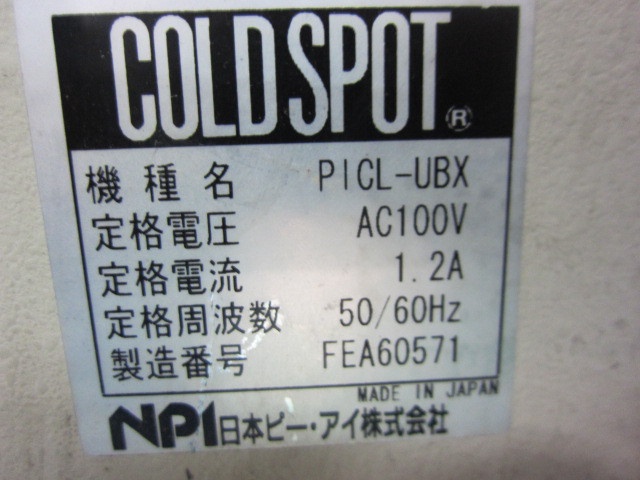 COLD SPOT ®
機種名 PICL-UBX
定格電圧 AC100V
定格電流 1.2A
定格周波数 50/60Hz
製造番号 FEA60571
MADE IN JAPAN
NPI日本ピー・アイ株式会社